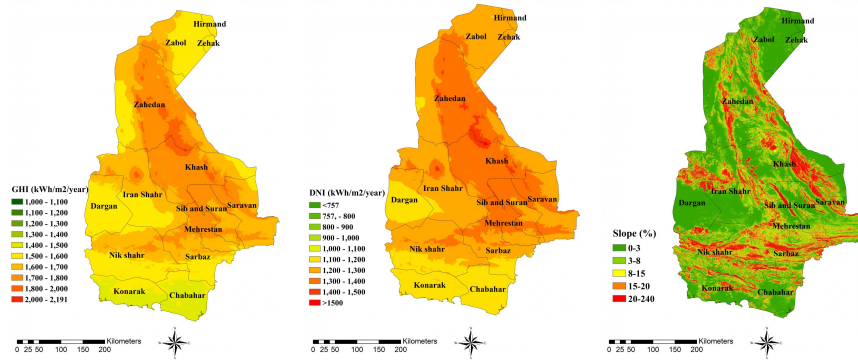 Hirmand
Zabol
Zehak
Zahedan
Khash
Iran Shahr
Dargan
Sib and Suran
Saravan
Mehrestan
Nik shahr
Sarbaz
Konarak
Chabahar
GHI (kWh/m2/year)
1,000 - 1,100
1,100 - 1,200
1,200 - 1,300
1,300 - 1,400
1,400 - 1,500
1,500 - 1,600
1,600 - 1,700
1,700 - 1,800
1,800 - 2,000
2,000 - 2,191
0 25 50 100 150 200 Kilometers
Hirmand
Zabol
Zehak
Zahedan
Khash
Iran Shahr
Dargan
Sib and Suran
Saravan
Mehrestan
Nik shahr
Sarbaz
Konarak
Chabahar
DNI (kWh/m2/year)
<757
757, - 800
800 - 900
900 - 1,000
1,000 - 1,100
1,100 - 1,200
1,200 - 1,300
1,300 - 1,400
1,400 - 1,500
>1500
0 25 50 100 150 200 Kilometers
Hirmand
Zabol
Zehak
Zahedan
Khash
Iran Shahr
Dargan
Sib and Suran
Saravan
Mehrestan
Nik shahr
Sarbaz
Konarak
Chabahar
Slope (%)
0-3
3-8
8-15
15-20
20-240
0 25 50 100 150 200 Kilometers